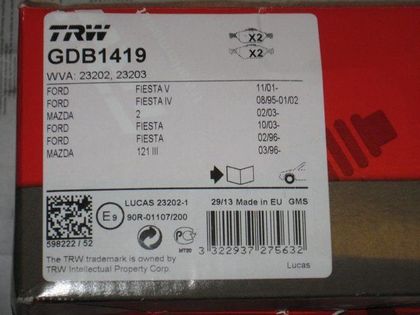 TRW
X2
X2
GDB1419
WVA: 23202, 23203
FORD FIESTA V 11/01-
FORD FIESTA IV 08/95-01/02
MAZDA 2 02/03-
FORD FIESTA 10/03-
FORD FIESTA 02/96-
MAZDA 121 III 03/96-
LUCAS 23202-1 29/13 Made in EU GMS
E9 90R-01107/200
598222 / 52
3 322937 275632
The TRW trademark is owned by
TRW Intellectual Property Corp. Lucas